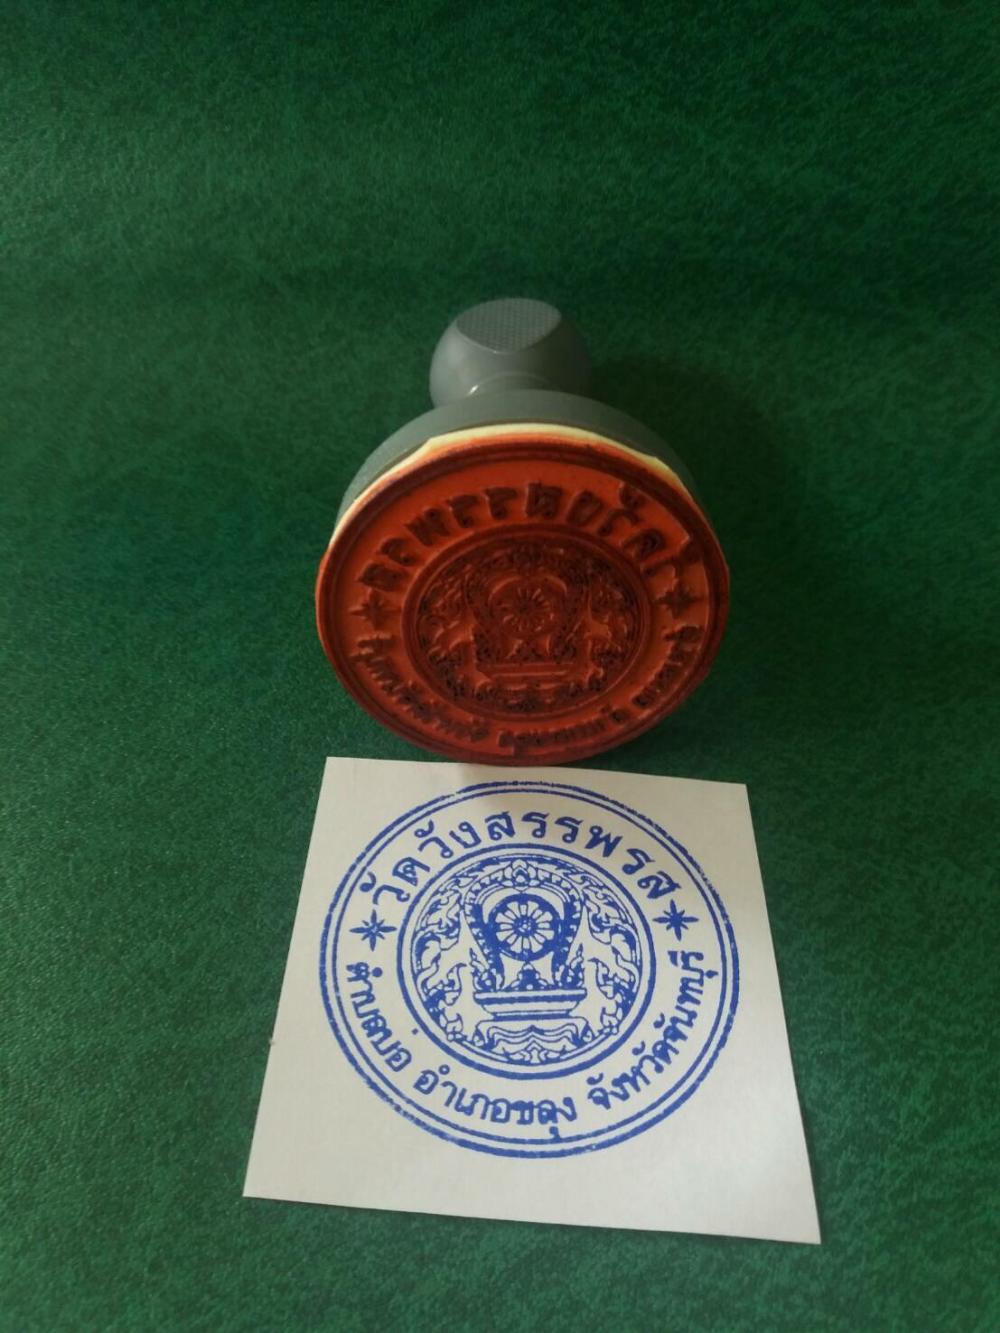 วัดวังสรรพรส
ตำบลบ่อ อำเภอขลุง จังหวัดจันทบุรี